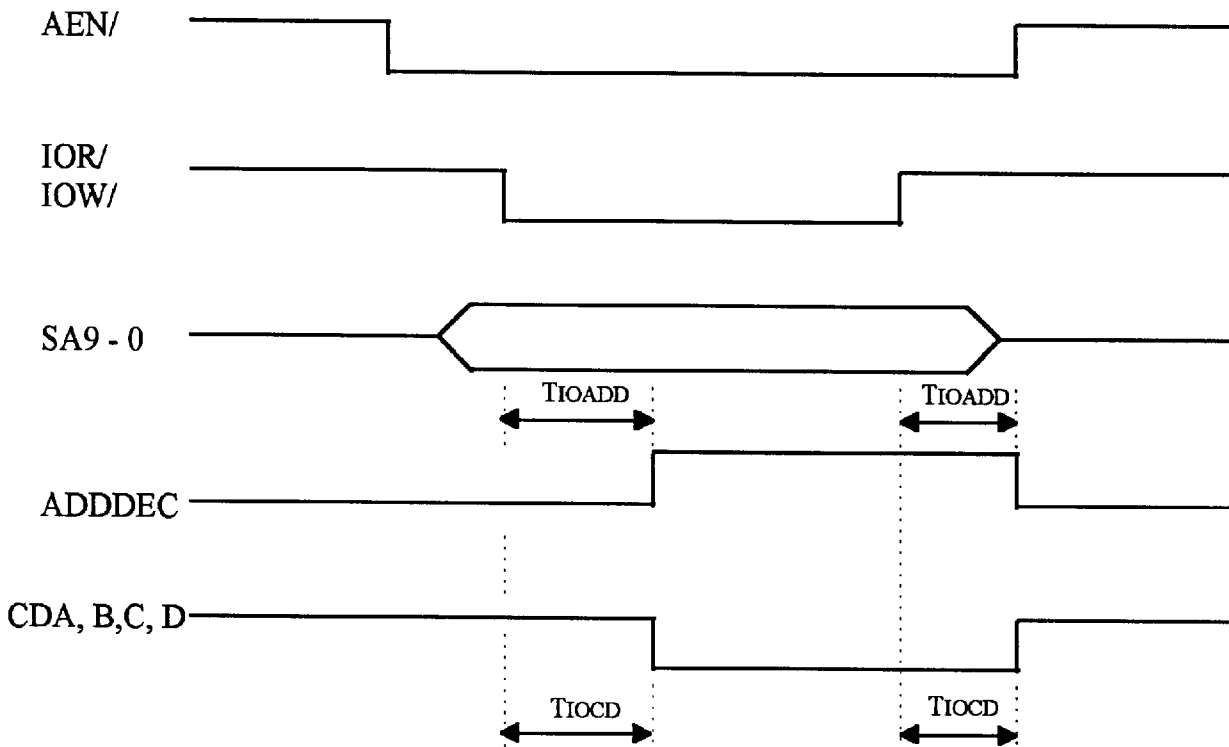 AEN/
IOR/
IOW/
SA9 - 0
TIOADD
TIOADD
ADDDEC
CDA, B,C, D
TIOCD
TIOCD